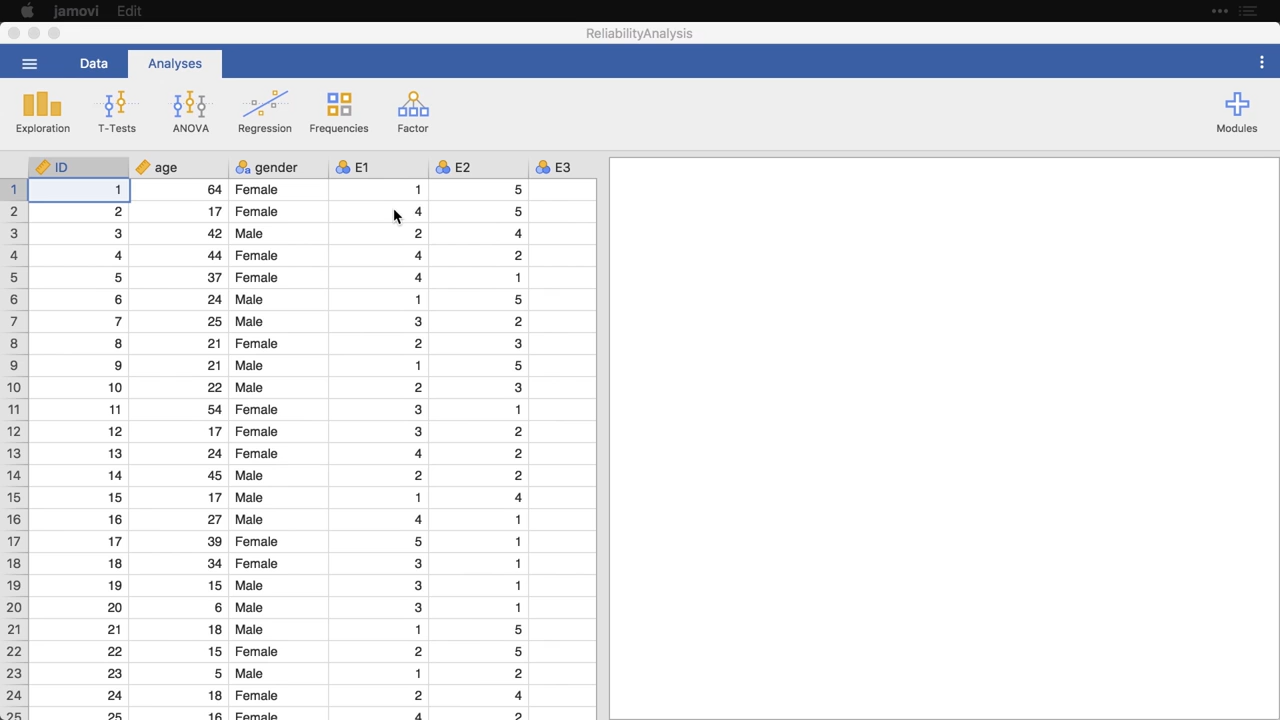 jamovi Edit
ReliabilityAnalysis
Data Analyses
Exploration T-Tests ANOVA Regression Frequencies Factor Modules
ID age gender E1 E2 E3
1 1 64 Female 1 5
2 2 17 Female 4 5
3 3 42 Male 2 4
4 4 44 Female 4 2
5 5 37 Female 4 1
6 6 24 Male 1 5
7 7 25 Male 3 2
8 8 21 Female 2 3
9 9 21 Male 1 5
10 10 22 Male 2 3
11 11 54 Female 3 1
12 12 17 Female 3 2
13 13 24 Female 4 2
14 14 45 Male 2 2
15 15 17 Male 1 4
16 16 27 Male 4 1
17 17 39 Female 5 1
18 18 34 Female 3 1
19 19 15 Male 3 1
20 20 6 Male 3 1
21 21 18 Male 1 5
22 22 15 Female 2 5
23 23 5 Male 1 2
24 24 18 Female 2 4
25 25 16 Female 4 2